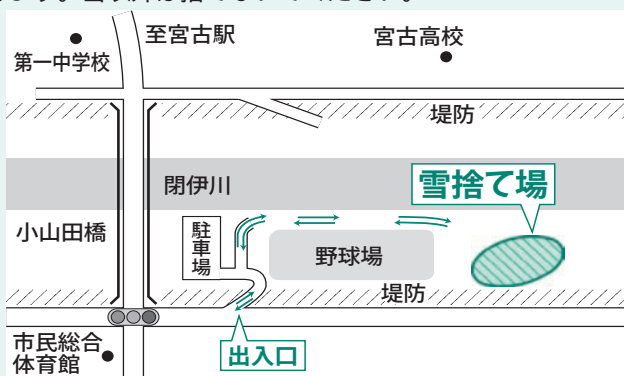 至宮古駅
宮古高校
第一中学校
堤防
閉伊川
雪捨て場
小山田橋
駐車場
野球場
堤防
市民総合
体育館
出入口